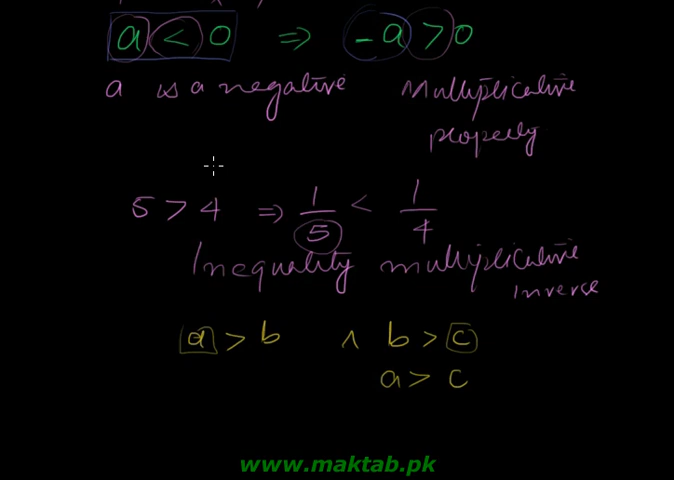 a < 0 ⇒ -a > 0
a is a negative Multiplicative
property
5 > 4 ⇒ 1/5 < 1/4
Inequality multiplicative
inverse
a > b ∧ b > c
a > c
www.maktab.pk